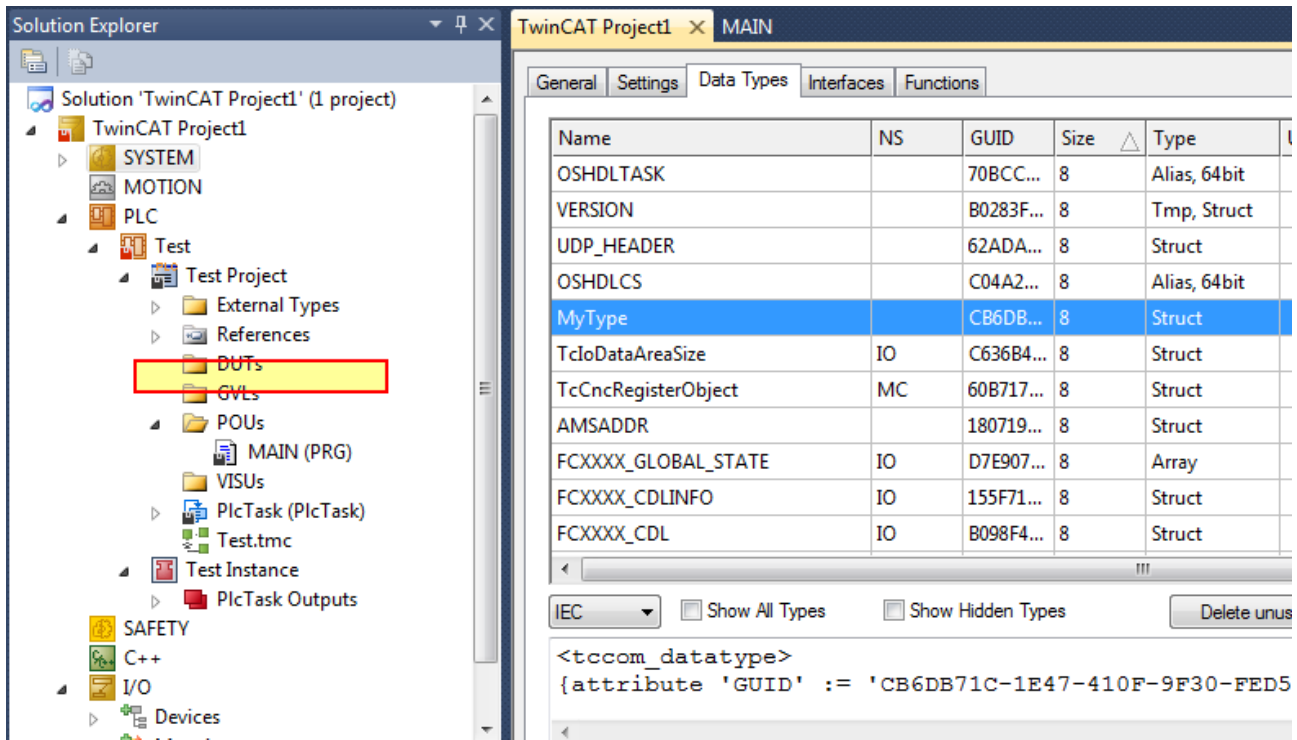 Solution Explorer
Solution 'TwinCAT Project1' (1 project)
TwinCAT Project1
SYSTEM
MOTION
PLC
Test
Test Project
External Types
References
DUTs
GVLs
POUs
MAIN (PRG)
VISUs
PlcTask (PlcTask)
Test.tmc
Test Instance
PlcTask Outputs
SAFETY
C++
I/O
Devices
TwinCAT Project1 MAIN
General Settings Data Types Interfaces Functions
Name NS GUID Size Type
OSHDLTASK 70BCC... 8 Alias, 64bit
VERSION B0283F... 8 Tmp, Struct
UDP_HEADER 62ADA... 8 Struct
OSHDLCS C04A2... 8 Alias, 64bit
MyType CB6DB... 8 Struct
TcIoDataAreaSize IO C636B4... 8 Struct
TcCncRegisterObject MC 60B717... 8 Struct
AMSADDR 180719... 8 Struct
FCXXXX_GLOBAL_STATE IO D7E907... 8 Array
FCXXXX_CDLINFO IO 155F71... 8 Struct
FCXXXX_CDL IO B098F4... 8 Struct
IEC Show All Types Show Hidden Types Delete unus
<tccom_datatype>
{attribute 'GUID' := 'CB6DB71C-1E47-410F-9F30-FED5